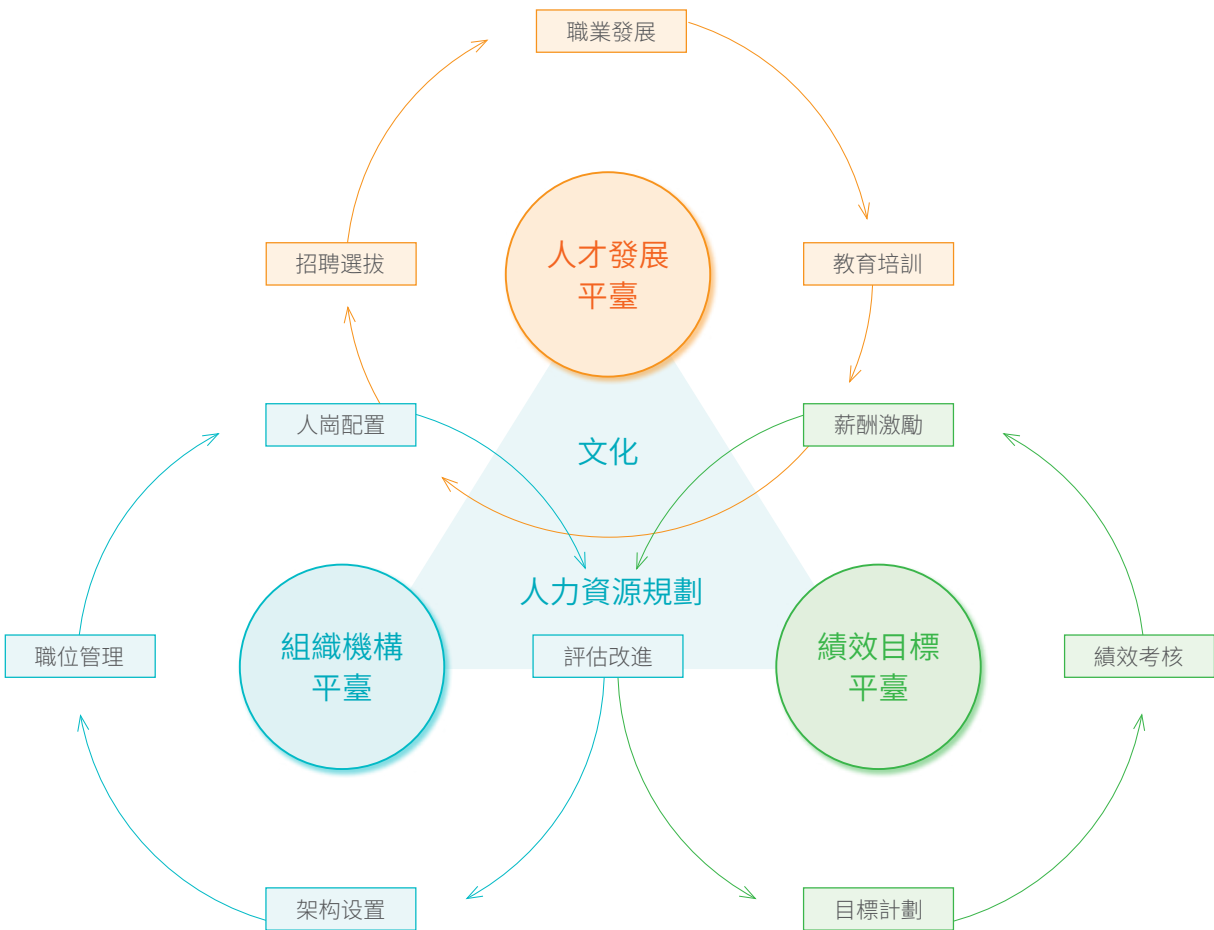 職業發展
人才發展
平臺
招聘選拔
教育培訓
人崗配置
薪酬激勵
文化
人力資源規劃
組織機構
平臺
績效目標
平臺
職位管理
評估改進
績效考核
架构设置
目標計劃